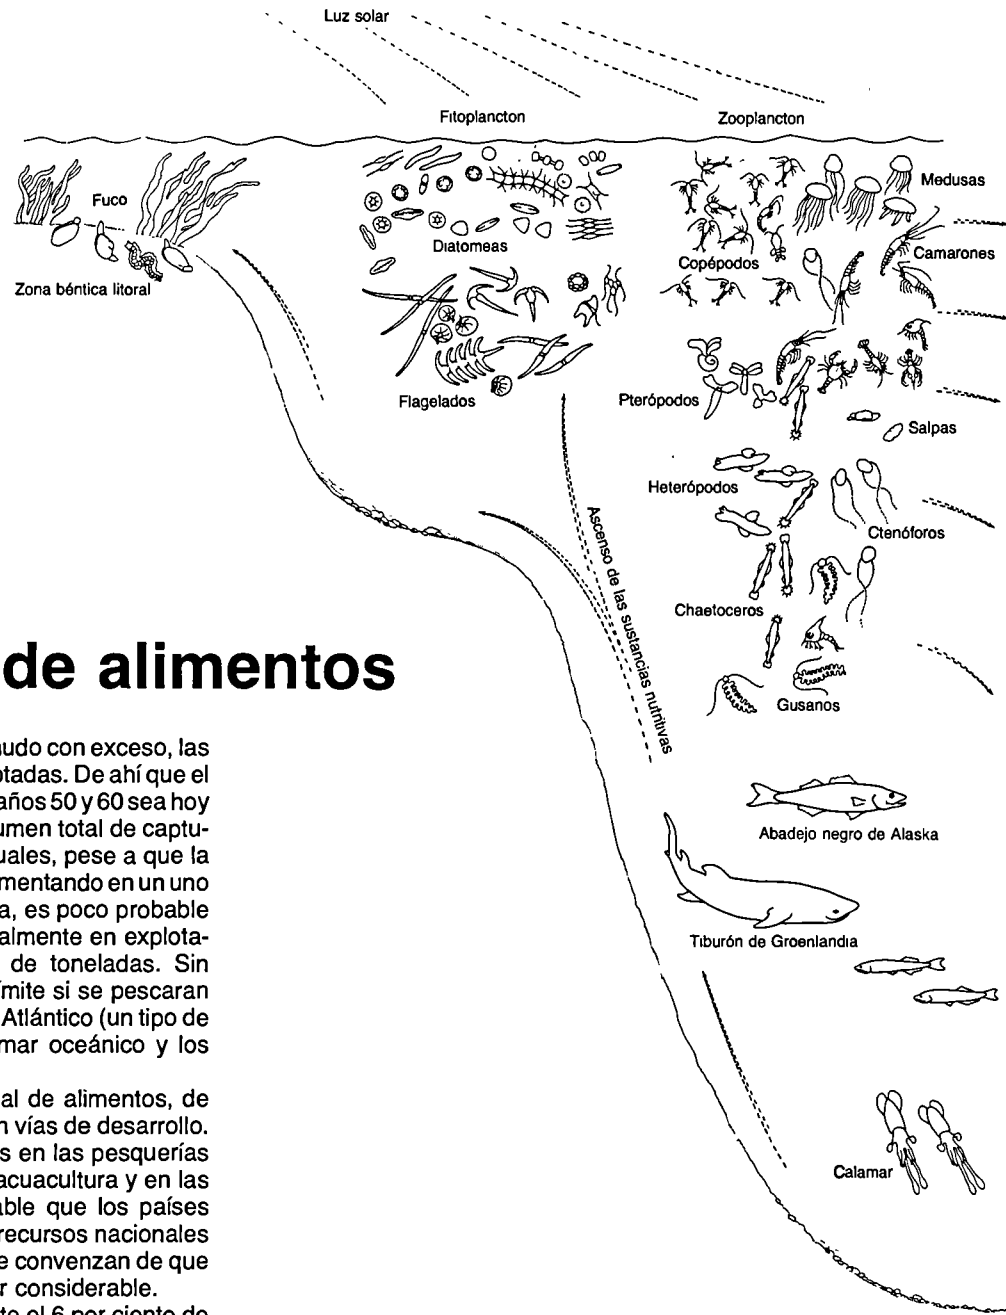 Luz solar
Fitoplancton
Zooplancton
Fuco
Medusas
Diatomeas
Copépodos
Camarones
Zona béntica litoral
Flagelados
Pterópodos
Salpas
Heterópodos
Ctenóforos
Ascenso de las sustancias nutritivas
Chaetoceros
Gusanos
de alimentos
udo con exceso, las
otadas. De ahí que el
años 50 y 60 sea hoy
umen total de captu-
uales, pese a que la
mentando en un uno
a, es poco probable
almente en explota-
de toneladas. Sin
ímite si se pescaran
Atlántico (un tipo de
mar oceánico y los
al de alimentos, de
n vías de desarrollo.
s en las pesquerías
acuacultura y en las
able que los países
recursos nacionales
e convenzan de que
r considerable.
te el 6 por ciento de
Abadejo negro de Alaska
Tiburón de Groenlandia
Calamar